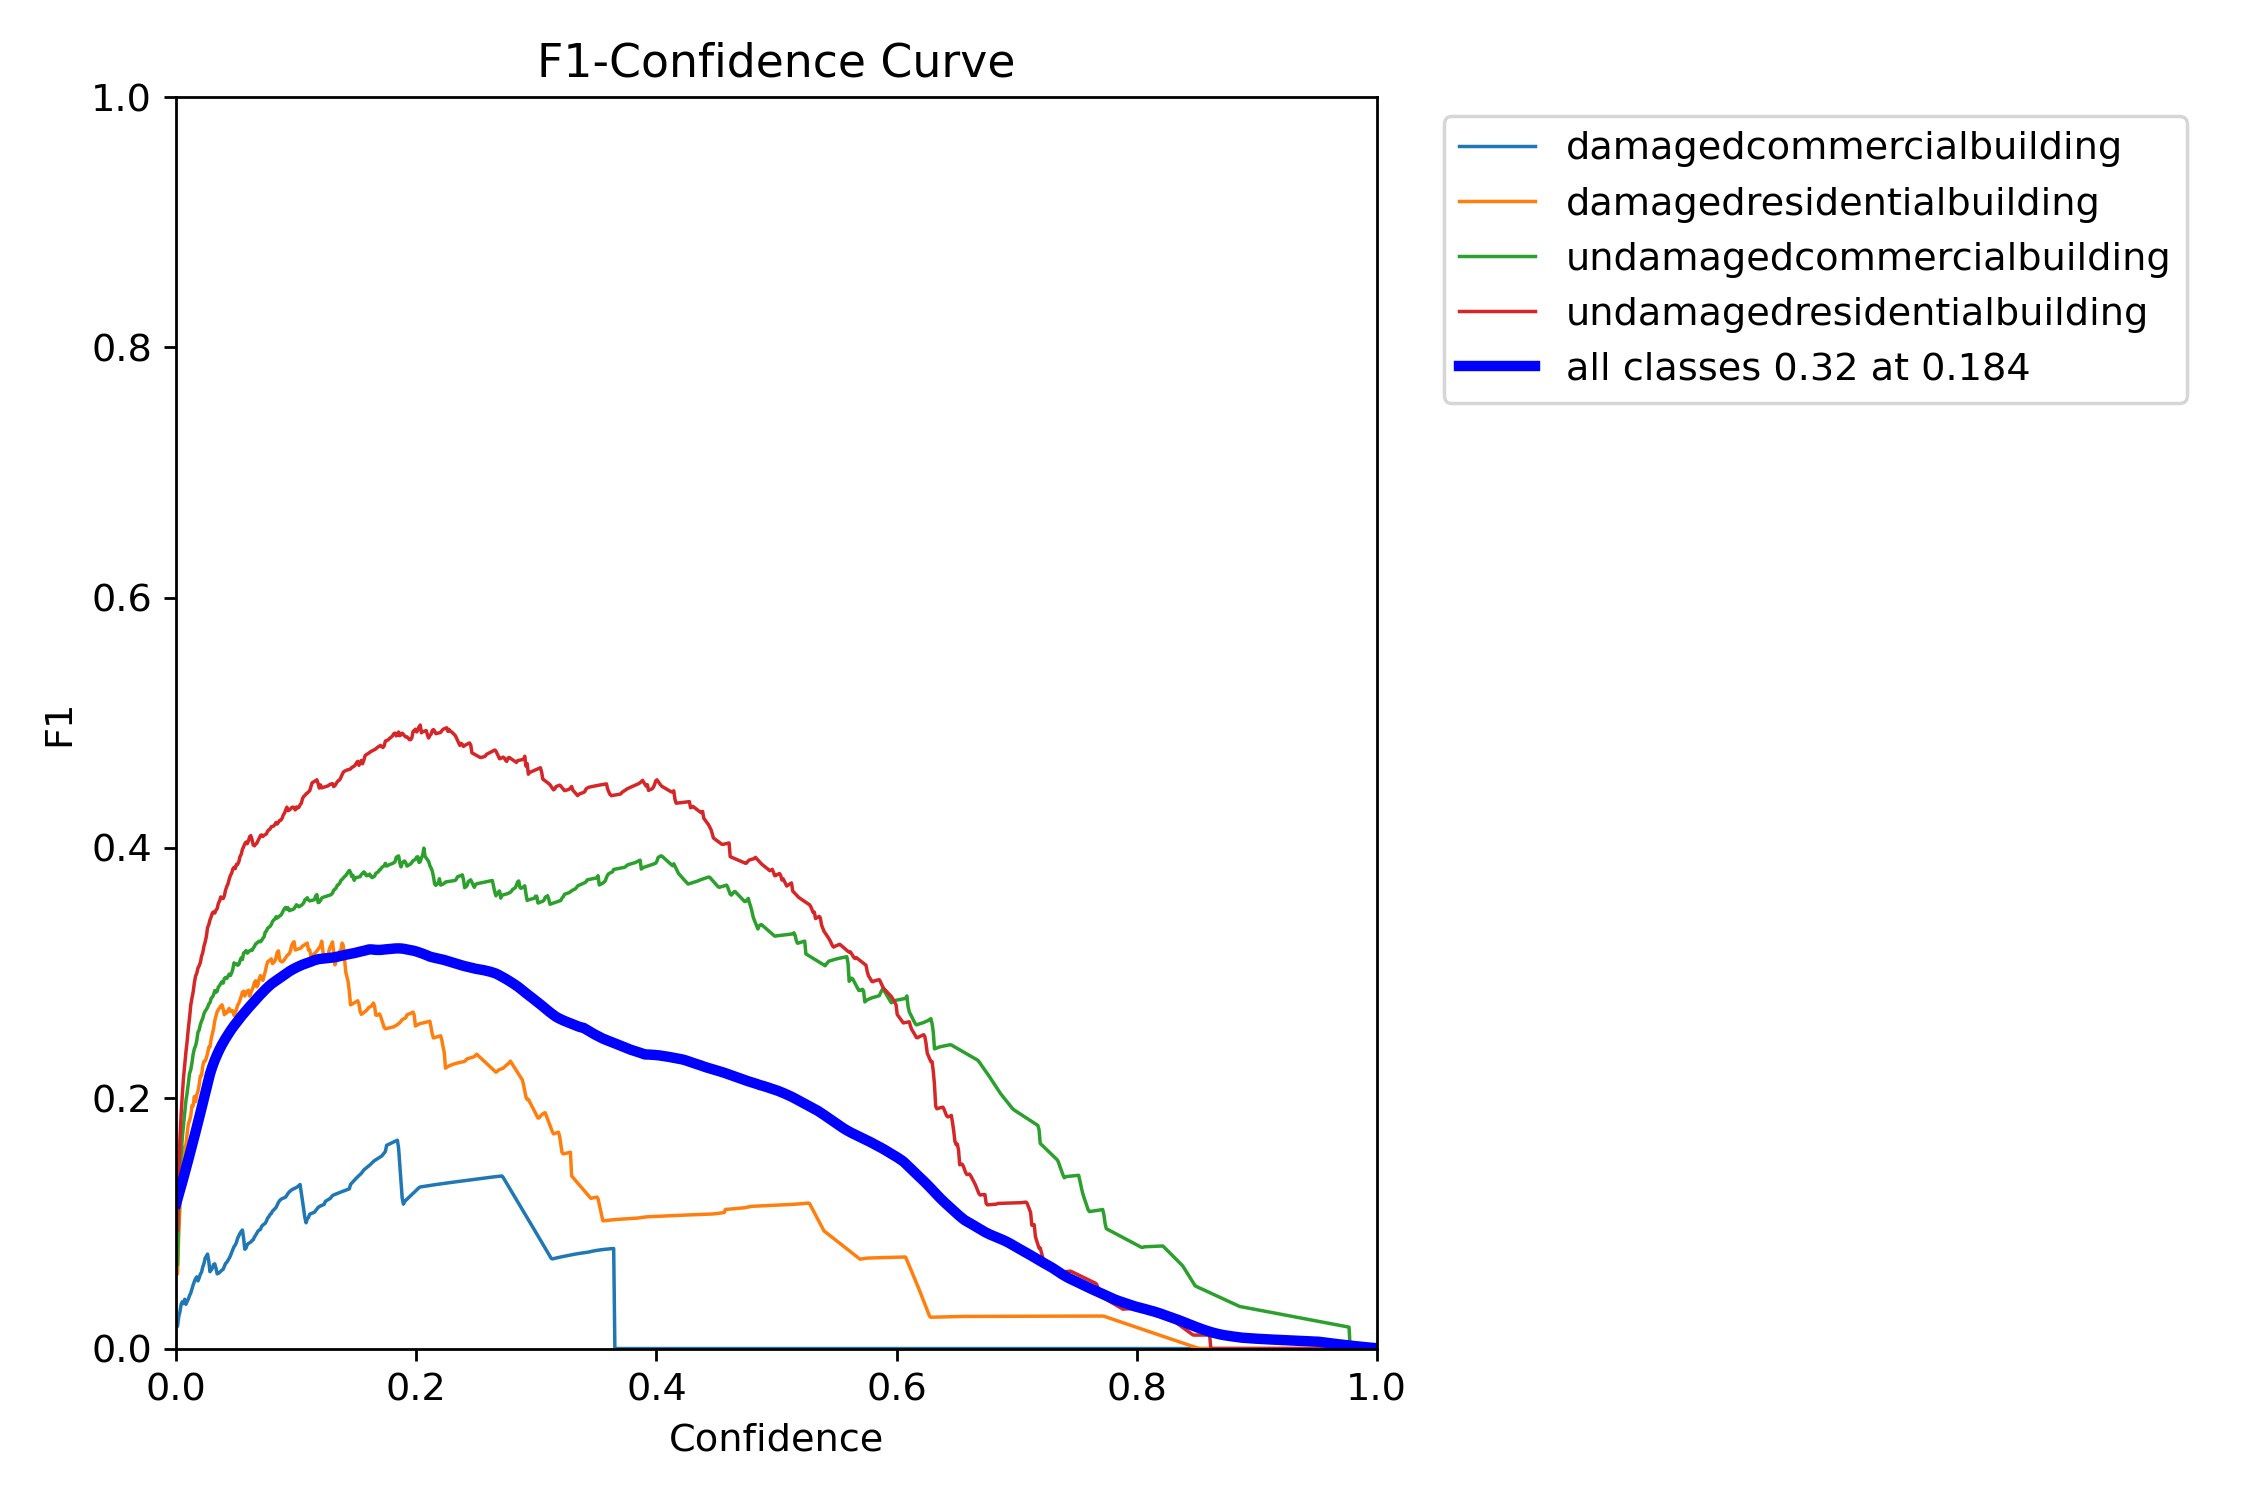 F1-Confidence Curve
1.0
0.8
0.6
0.4
0.2
0.0
F1
0.0 0.2 0.4 0.6 0.8 1.0
Confidence
damagedcommercialbuilding
damagedresidentialbuilding
undamagedcommercialbuilding
undamagedresidentialbuilding
all classes 0.32 at 0.184